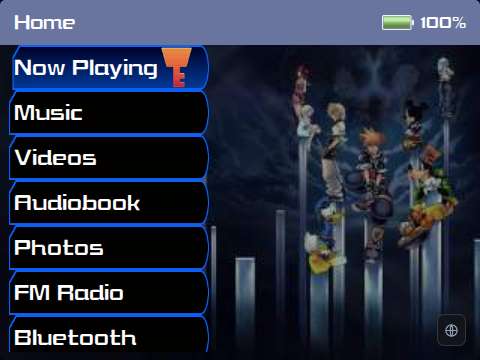 Home
100%
Now Playing
Music
Videos
Audiobook
Photos
FM Radio
Bluetooth